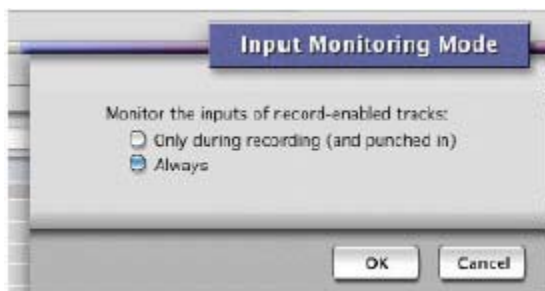 Input Monitoring Mode
Monitor the inputs of record-enabled tracks:
Only during recording (and punched in)
Always
OK
Cancel